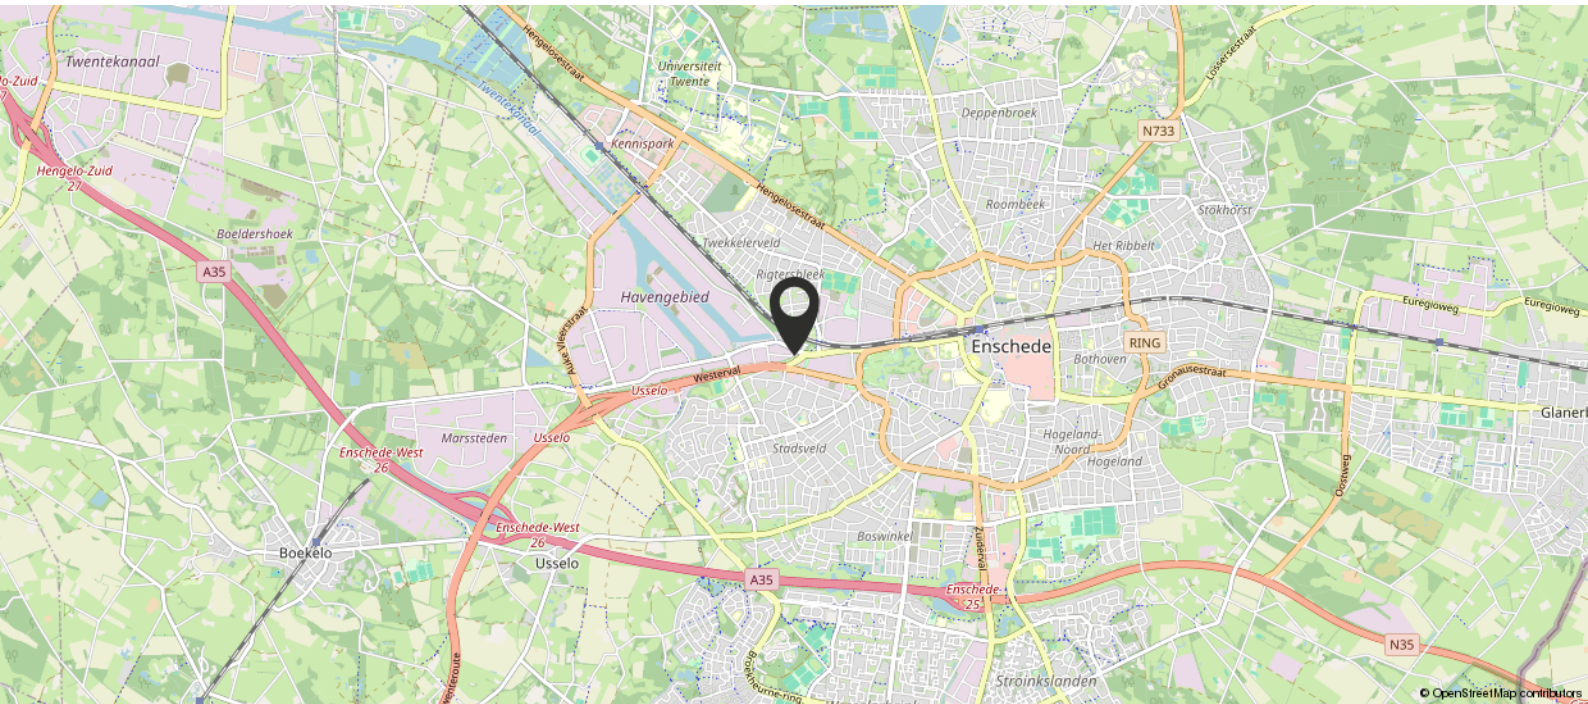 Hengelosestraat
Lossersestraat
Twentekanaal
Universiteit
Twente
Twentekanaal
Deppenbroek
N733
Kennispark
Hengelo-Zuid
27
Hengelosestraat
Roombeek
Stokhorst
Boeldershoek
Twekkelerveld
Het Ribbelt
A35
Rigtersbleek
Havengebied
Euregioweg
Euregioweg
Auke Vleerstraat
Enschede
RING
Bothoven
Westerval
Gronausestraat
Usselo
Marssteden
Usselo
Stadsveld
Hogeland-
Noord
Hogeland
Enschede-West
26
Oostweg
Enschede-West
26
Boswinkel
Zuiderval
Boekelo
Usselo
A35
Enschede-
25
N35
Broekheurne-ring
Stroinkslanden
© OpenStreetMap contributors